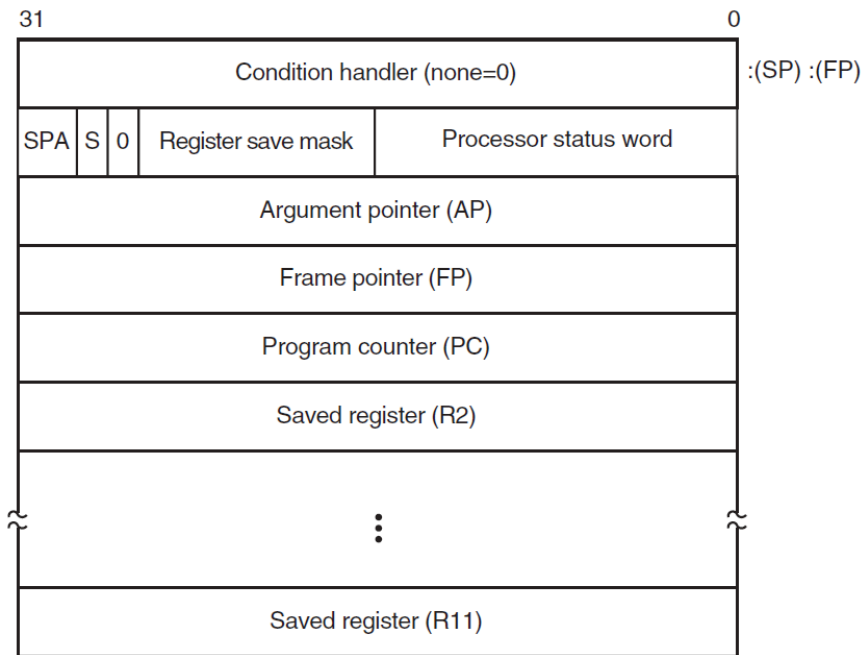 31 0
Condition handler (none=0) :(SP) :(FP)
SPA S 0 Register save mask Processor status word
Argument pointer (AP)
Frame pointer (FP)
Program counter (PC)
Saved register (R2)
Saved register (R11)